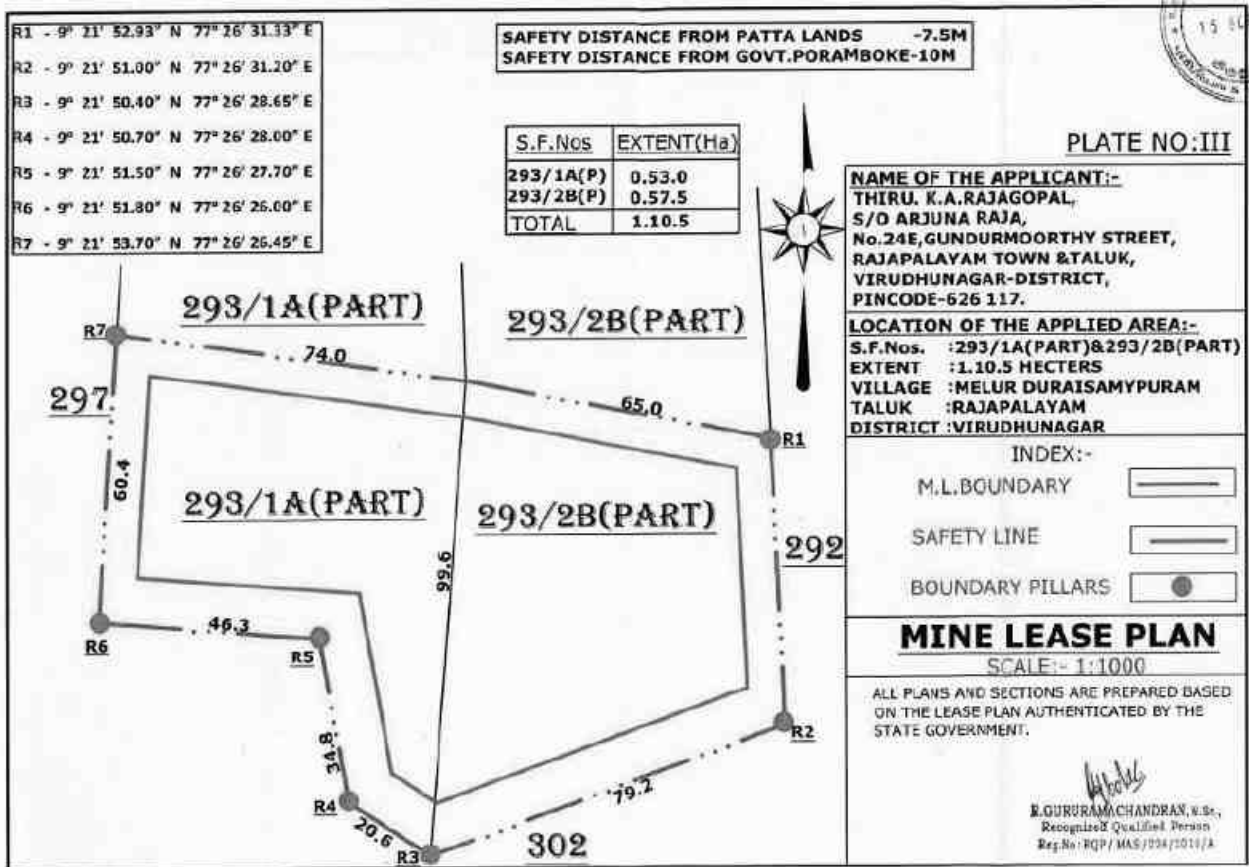 R1 - 9° 21' 52.93" N 77° 26' 31.33" E
R2 - 9° 21' 51.00" N 77° 26' 31.20" E
R3 - 9° 21' 50.40" N 77° 26' 28.65" E
R4 - 9° 21' 50.70" N 77° 26' 28.00" E
R5 - 9° 21' 51.50" N 77° 26' 27.70" E
R6 - 9° 21' 51.80" N 77° 26' 26.00" E
R7 - 9° 21' 53.70" N 77° 26' 26.45" E
SAFETY DISTANCE FROM PATTA LANDS -7.5M
SAFETY DISTANCE FROM GOVT.PORAMBOKE-10M
S.F.Nos EXTENT(Ha)
293/1A(P) 0.53.0
293/2B(P) 0.57.5
TOTAL 1.10.5
15
PLATE NO:III
NAME OF THE APPLICANT:-
THIRU. K.A.RAJAGOPAL,
S/O ARJUNA RAJA,
No.24E,GUNDURMOORTHY STREET,
RAJAPALAYAM TOWN &TALUK,
VIRUDHUNAGAR-DISTRICT,
PINCODE-626 117.
LOCATION OF THE APPLIED AREA:-
S.F.Nos. :293/1A(PART)&293/2B(PART)
EXTENT :1.10.5 HECTERS
VILLAGE :MELUR DURAISAMYPURAM
TALUK :RAJAPALAYAM
DISTRICT :VIRUDHUNAGAR
INDEX:-
M.L.BOUNDARY
SAFETY LINE
BOUNDARY PILLARS
MINE LEASE PLAN
SCALE:- 1:1000
ALL PLANS AND SECTIONS ARE PREPARED BASED
ON THE LEASE PLAN AUTHENTICATED BY THE
STATE GOVERNMENT.
R.GURURAMACHANDRAN, M.Sc.,
Recognized Qualified Person
Reg.No: RQP/MAS/
293/1A(PART)
293/2B(PART)
R7
74.0
297
65.0
R1
60.4
293/1A(PART)
293/2B(PART)
99.6
292
R6
46.3
R5
34.8
R2
R4
79.2
20.6
R3
302